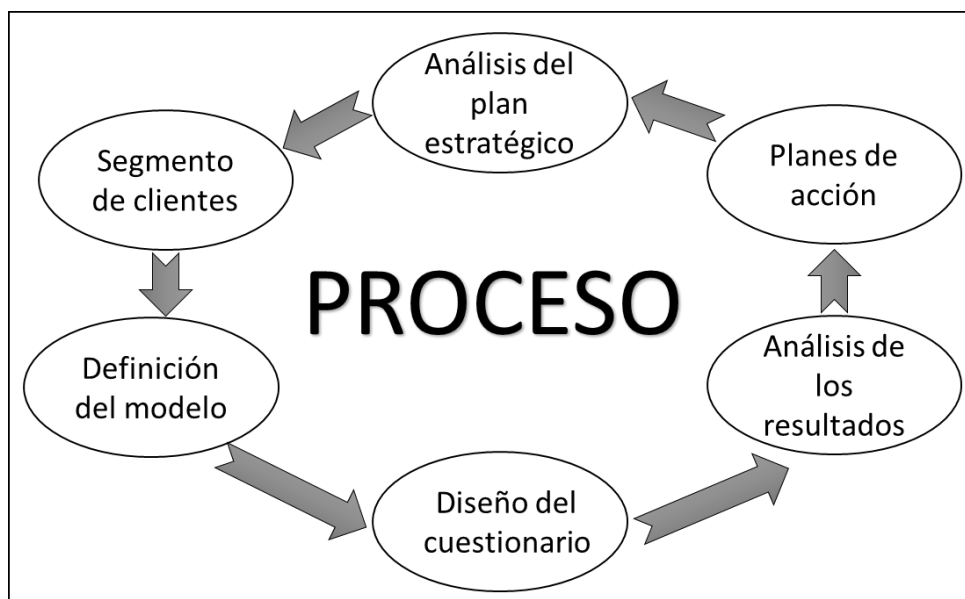 Análisis del
plan
estratégico
Segmento
de clientes
Planes de
acción
PROCESO
Definición
del modelo
Análisis de
los
resultados
Diseño del
cuestionario